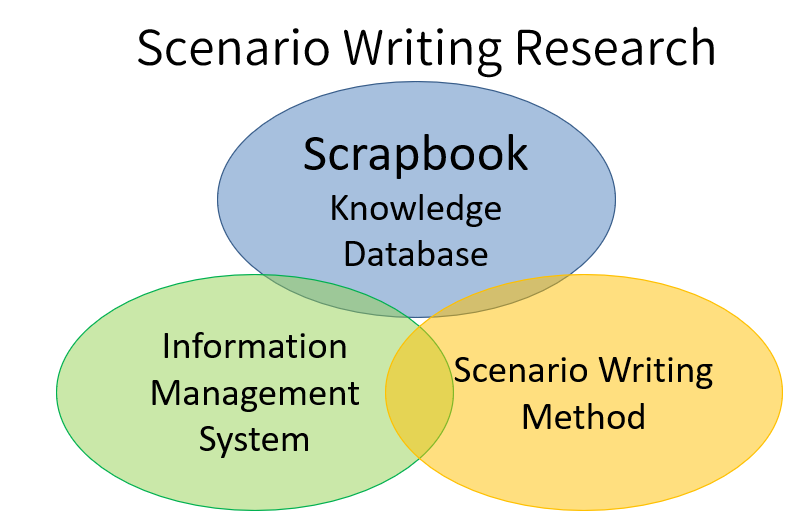 Scenario Writing Research
Scrapbook
Knowledge
Database
Information
Management
System
Scenario Writing
Method